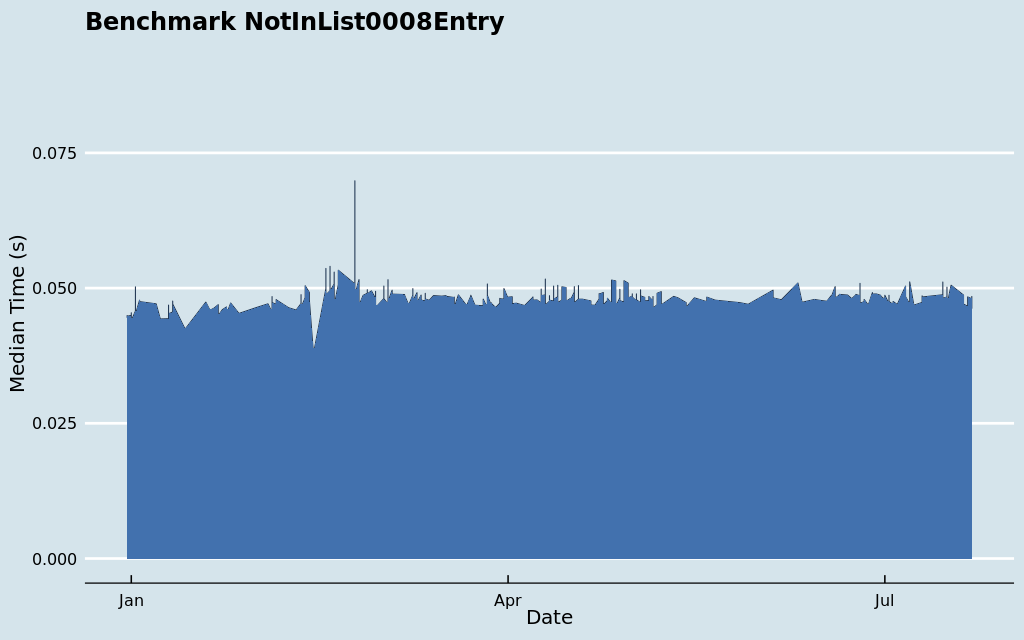 Benchmark NotInList0008Entry
Median Time (s)
0.075
0.050
0.025
0.000
Jan
Apr
Jul
Date